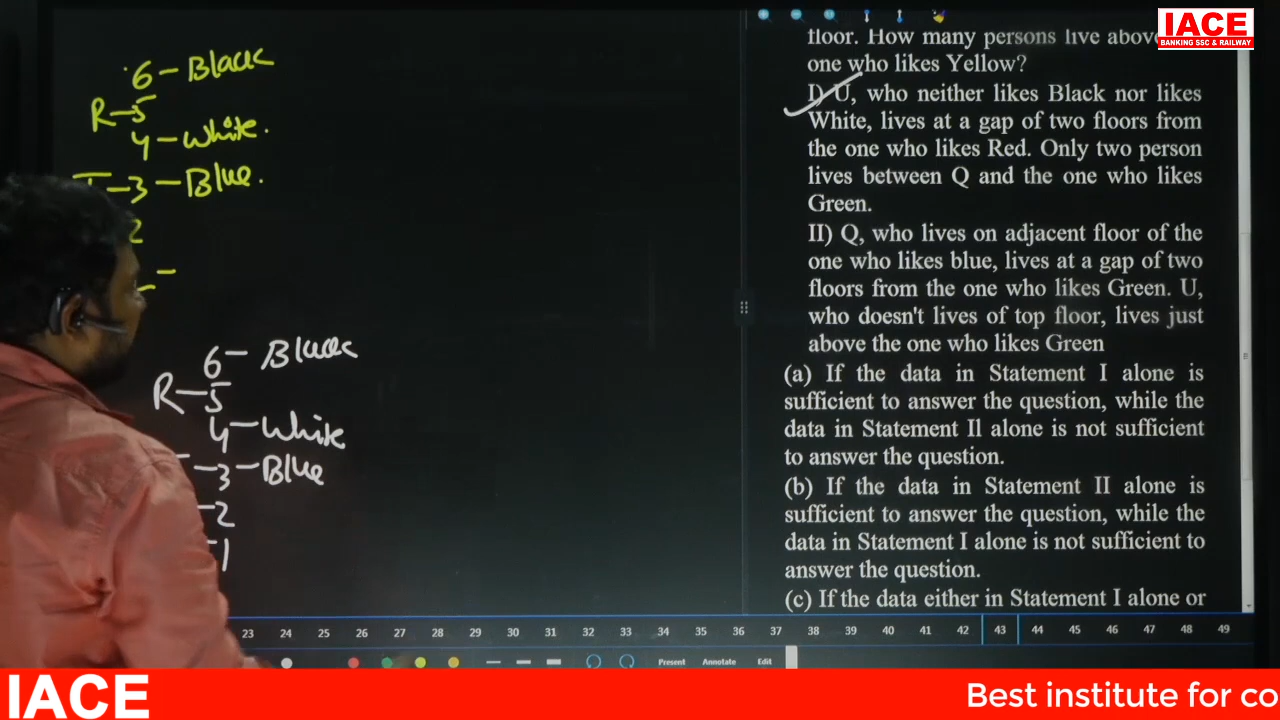 6 - Black
R - 5
4 - White.
3 - Blue.
2
6 - Black
R - 5
4 - White
- 3 - Blue
- 2
- 1
floor. How many persons live above
one who likes Yellow?
I) U, who neither likes Black nor likes
White, lives at a gap of two floors from
the one who likes Red. Only two person
lives between Q and the one who likes
Green.
II) Q, who lives on adjacent floor of the
one who likes blue, lives at a gap of two
floors from the one who likes Green. U,
who doesn't lives of top floor, lives just
above the one who likes Green
(a) If the data in Statement I alone is
sufficient to answer the question, while the
data in Statement Il alone is not sufficient
to answer the question.
(b) If the data in Statement II alone is
sufficient to answer the question, while the
data in Statement I alone is not sufficient to
answer the question.
(c) If the data either in Statement I alone or
23 24 25 26 27 28 29 30 31 32 33 34 35 36 37 38 39 40 41 42 43 44 45 46 47 48 49
Present Annotate Edit
IACE
BANKING SSC & RAILWAY
IACE
Best institute for co